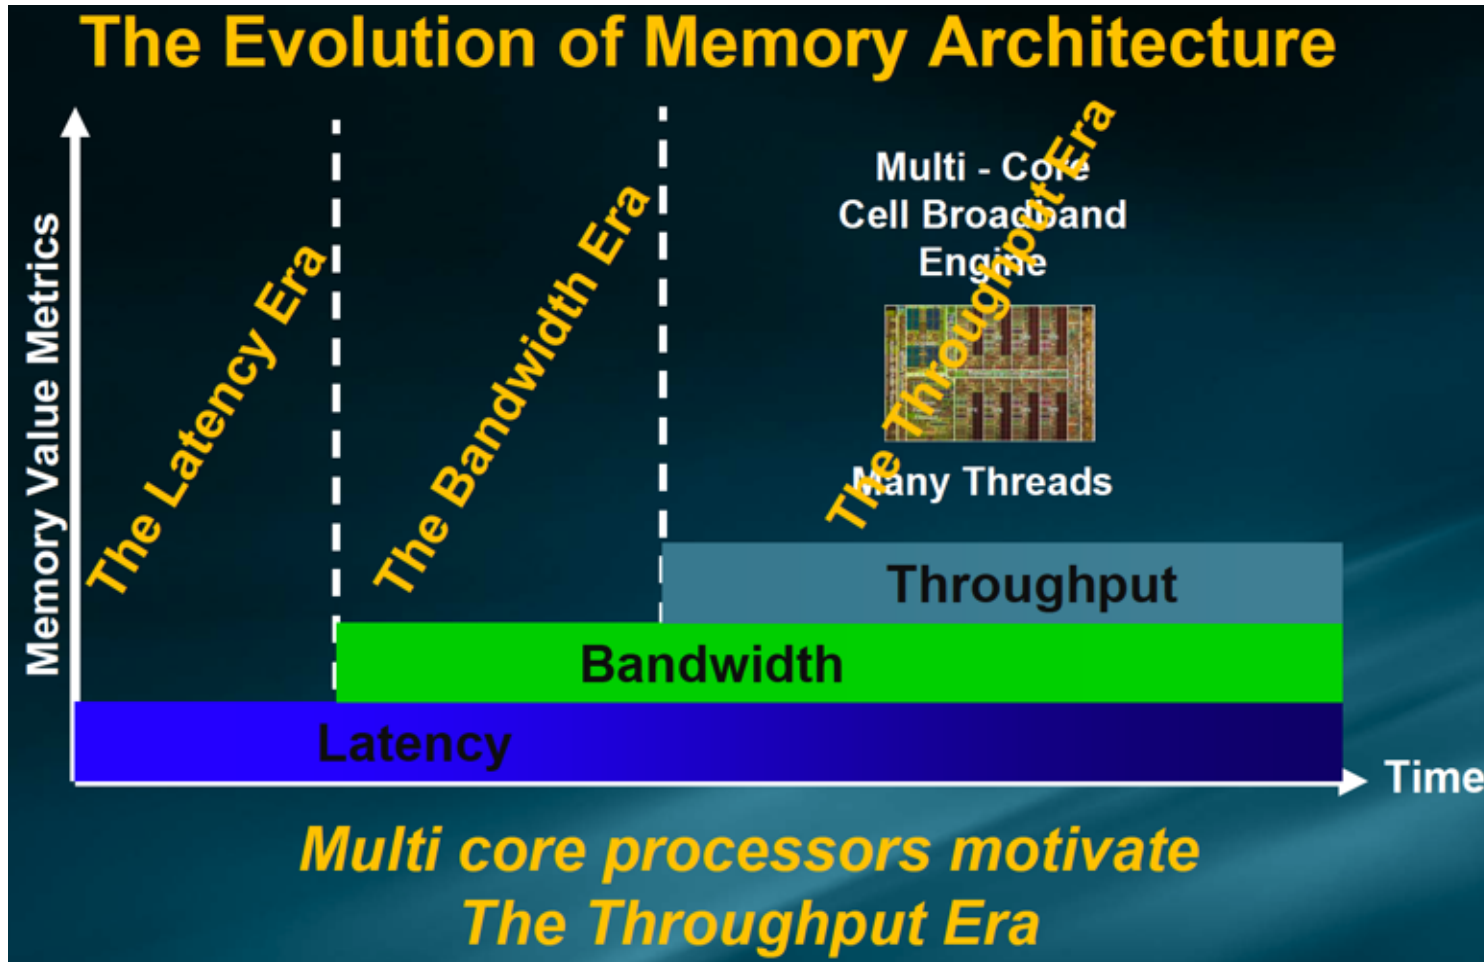 The Evolution of Memory Architecture
Memory Value Metrics
The Latency Era
The Bandwidth Era
The Throughput Era
Multi - Core
Cell Broadband
Engine
Many Threads
Throughput
Bandwidth
Latency
Time
Multi core processors motivate
The Throughput Era